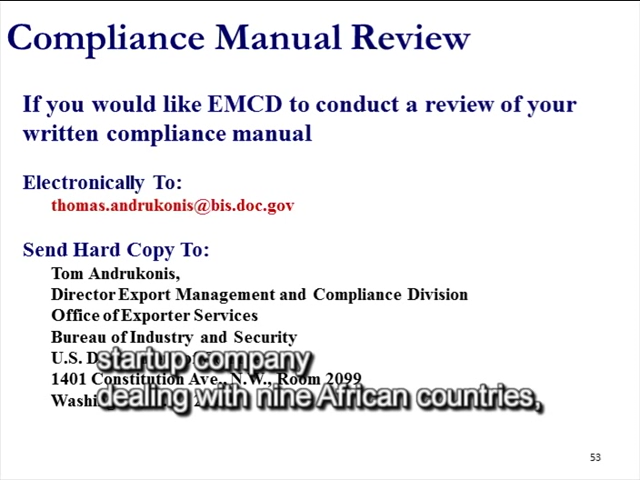 Compliance Manual Review
If you would like EMCD to conduct a review of your
written compliance manual
Electronically To:
thomas.andrukonis@bis.doc.gov
Send Hard Copy To:
Tom Andrukonis,
Director Export Management and Compliance Division
Office of Exporter Services
Bureau of Industry and Security
U.S.
startup company
1401 Constitution Ave., N.W., Room 2099
dealing with nine African countries,
53